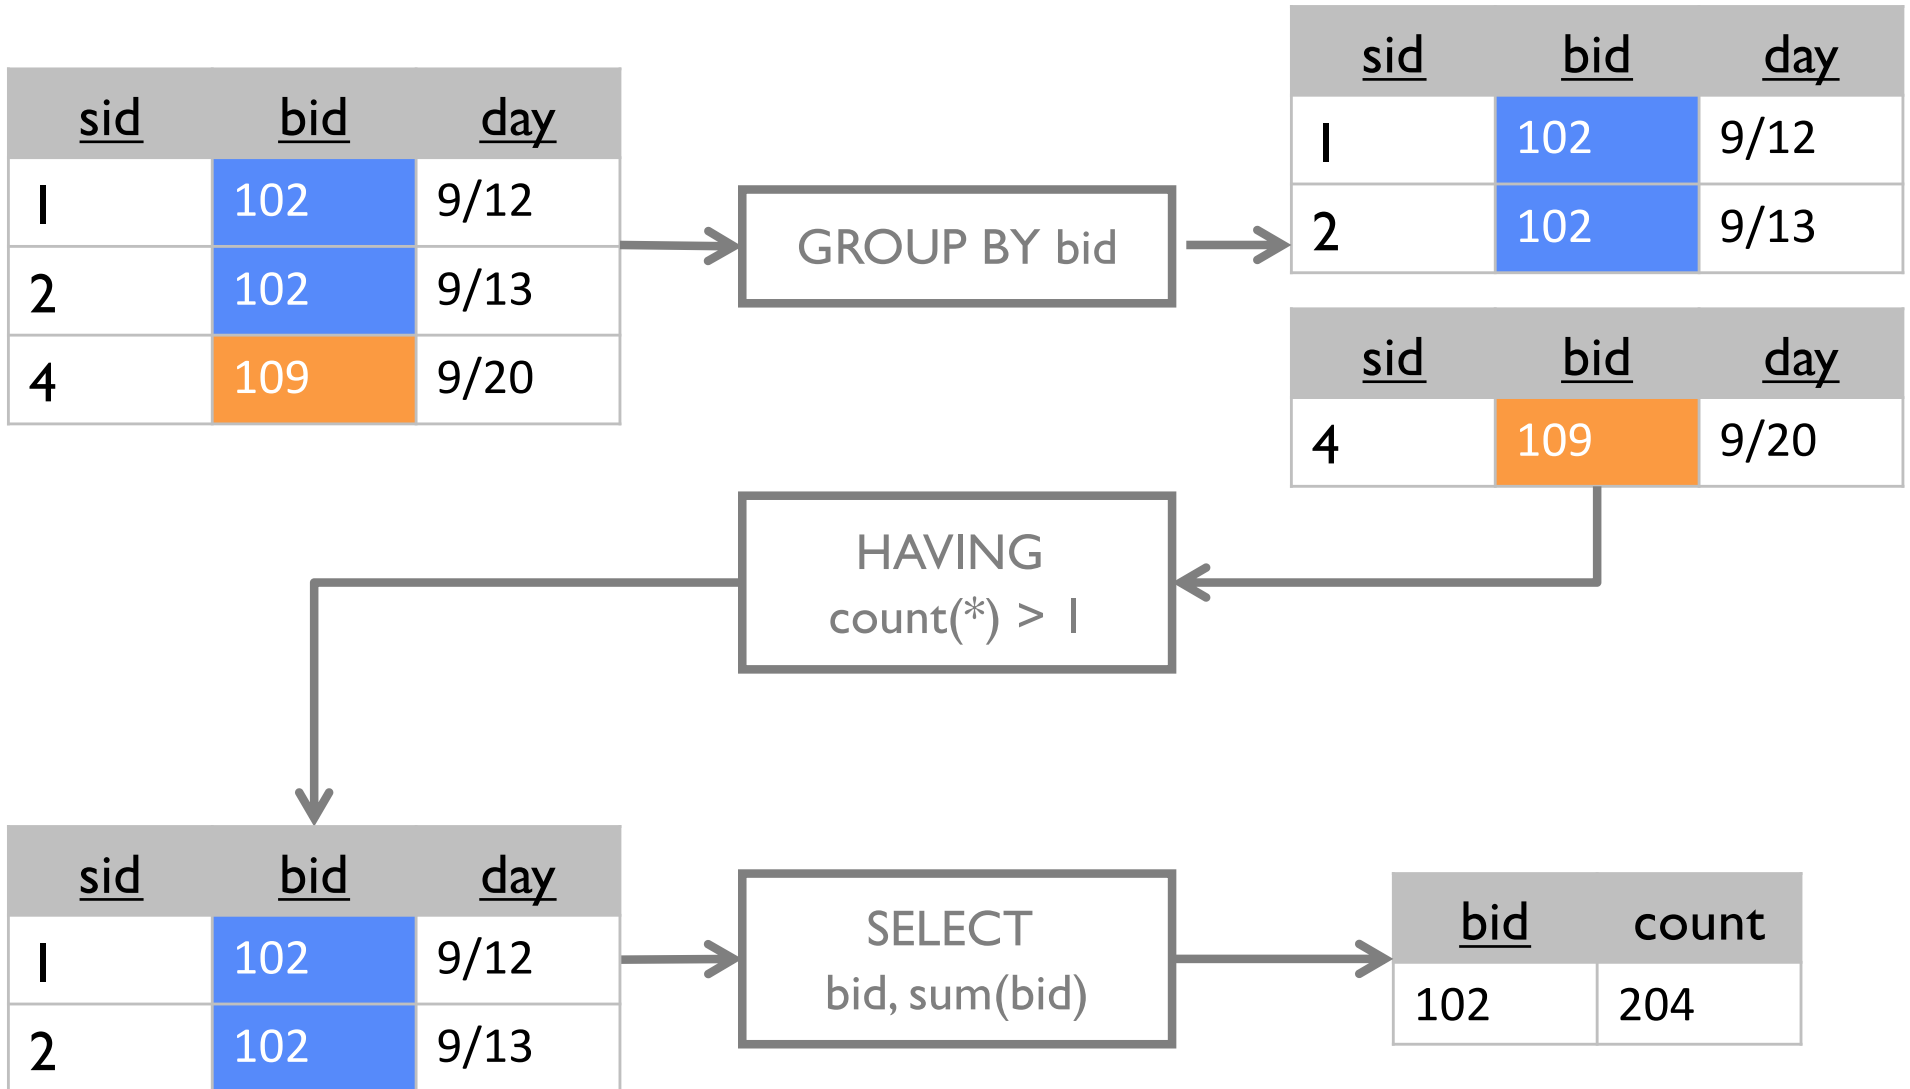 sid bid day
1 102 9/12
2 102 9/13
4 109 9/20
GROUP BY bid
sid bid day
1 102 9/12
2 102 9/13
sid bid day
4 109 9/20
HAVING
count(*) > 1
sid bid day
1 102 9/12
2 102 9/13
SELECT
bid, sum(bid)
bid count
102 204